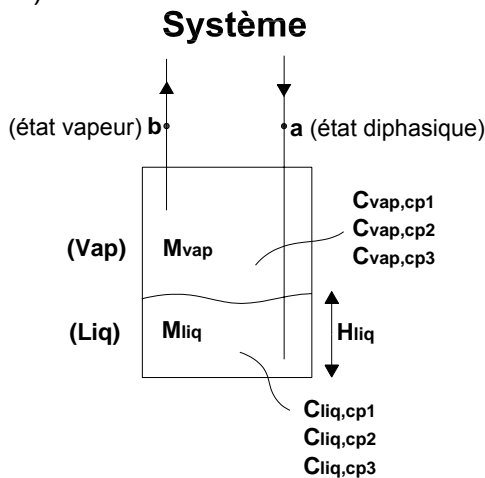 )
Système
(état vapeur) b
a (état diphasique)
Cvap,cp1
Cvap,cp2
Cvap,cp3
(Vap)
Mvap
(Liq)
Mliq
Hliq
Cliq,cp1
Cliq,cp2
Cliq,cp3